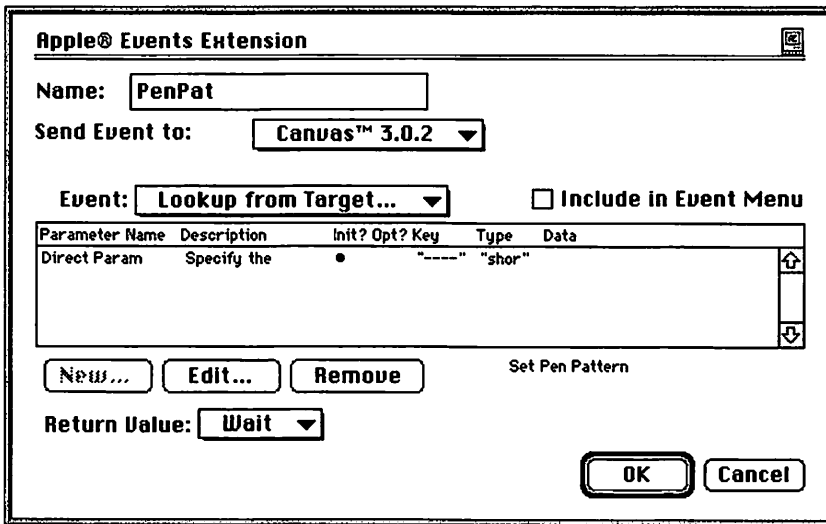 Apple® Events Extension
Name: PenPat
Send Event to: Canvas™ 3.0.2
Event: Lookup from Target... Include in Event Menu
Parameter Name Description Init? Opt? Key Type Data
Direct Param Specify the • "----" "shor"
New... Edit... Remove Set Pen Pattern
Return Value: Wait
OK Cancel